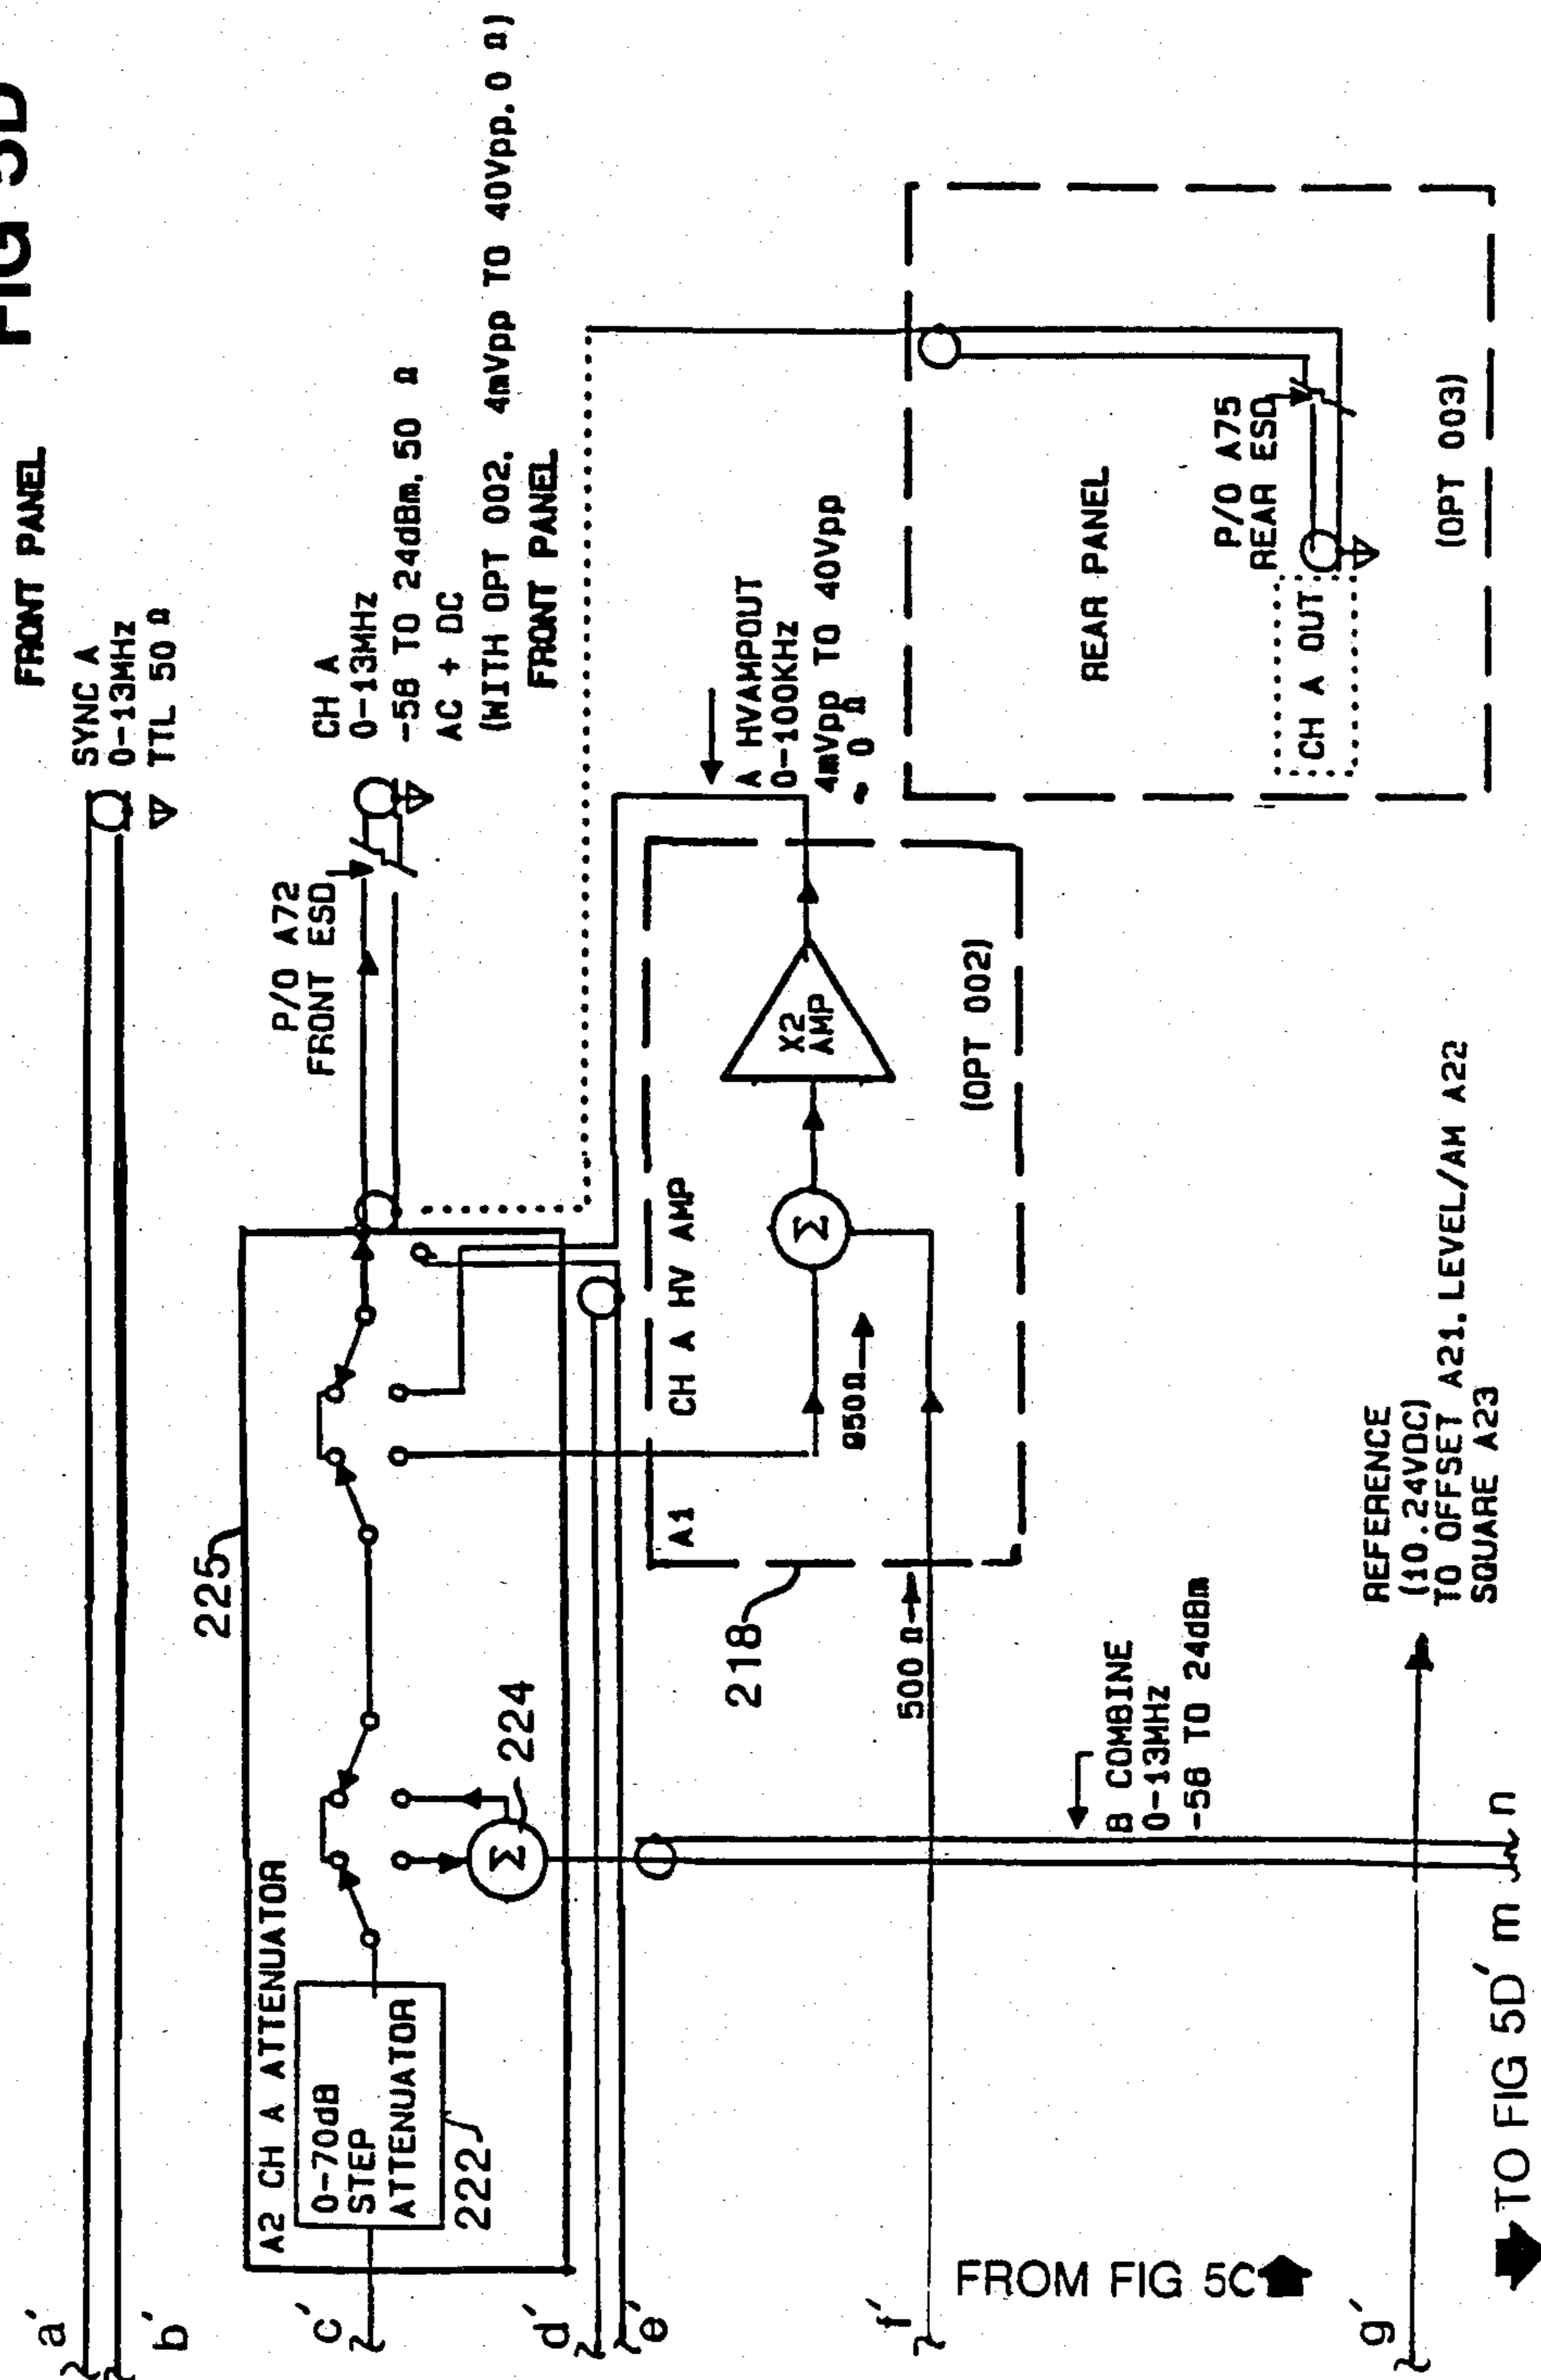 FIG 5D
FRONT PANEL
SYNC A
0-13MHz
TTL 50 Ω
CH A
0-13MHz
-58 TO 24dBm, 50 Ω
AC + DC
(WITH OPT 002, 4mVpp TO 40Vpp, 0 Ω)
FRONT PANEL
P/O A72
FRONT ESD
225
A2 CH A ATTENUATOR
0-70dB
STEP
ATTENUATOR
222
Σ
224
A HVAMPOUT
0-100KHz
4mVpp TO 40Vpp
0 Ω
A1 CH A HV AMP
Σ
X2
AMP
950Ω
(OPT 002)
218
500 Ω
REAR PANEL
P/O A75
REAR ESD
CH A OUT
(OPT 003)
B COMBINE
0-13MHz
-58 TO 24dBm
REFERENCE
(10.24VDC)
TO OFFSET A21, LEVEL/AM A22
SQUARE A23
a'
b'
c'
d'
e'
f'
g'
FROM FIG 5C
TO FIG 5D' m n